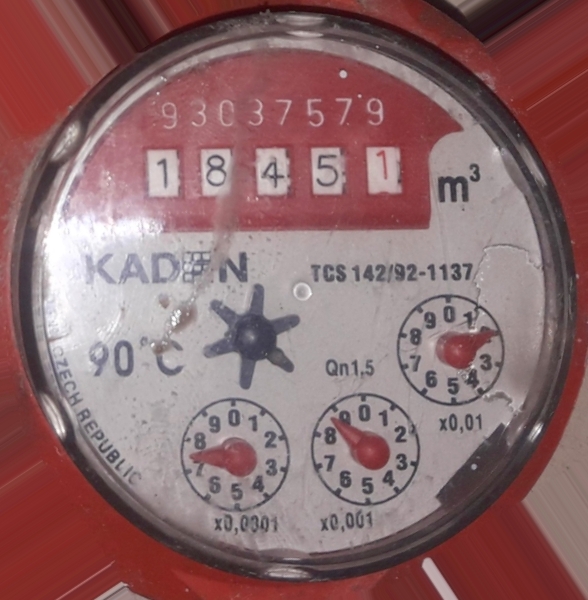 93037579
18451 m³
KADEN
TCS 142/92-1137
90°C
Qn1,5
CZECH REPUBLIC
0 1 2 3 4 5 6 7 8 9
x0,01
0 1 2 3 4 5 6 7 8 9
x0,0001
0 1 2 3 4 5 6 7 8 9
x0,001